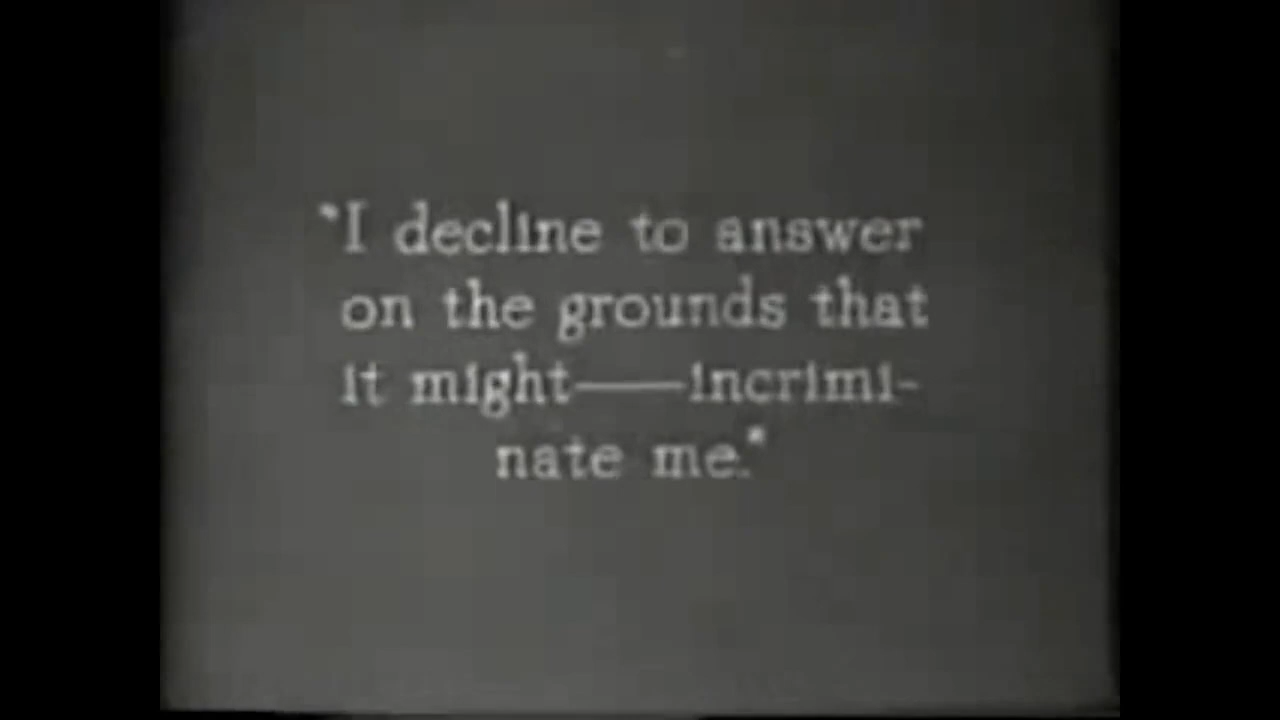 "I decline to answer
on the grounds that
it might——incrimi-
nate me."